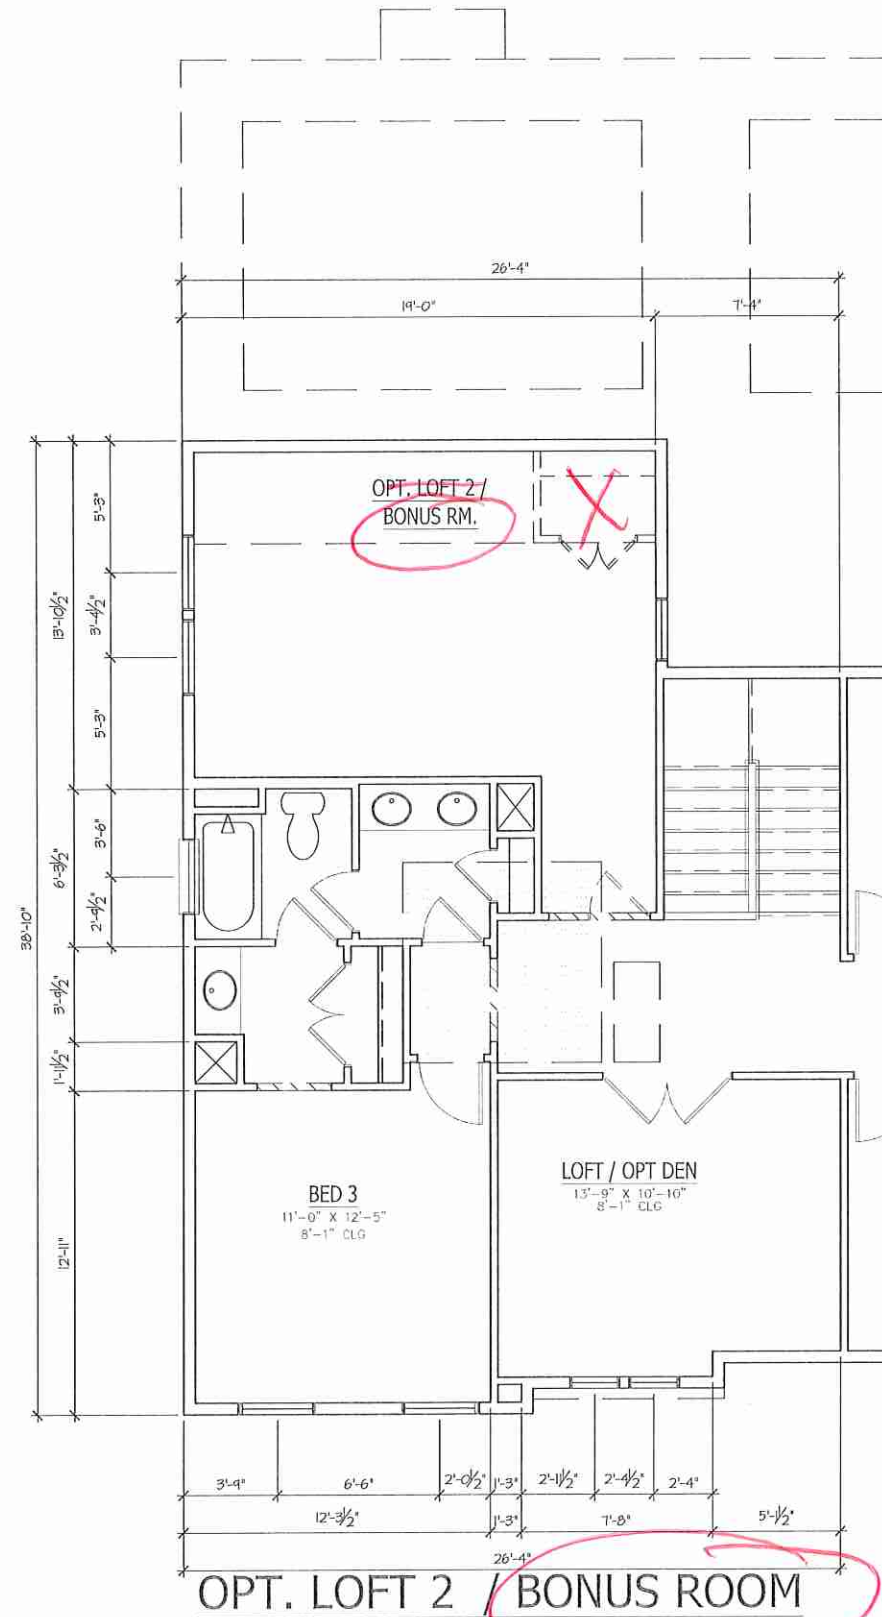 26'-4"
19'-0"
7'-4"
OPT. LOFT 2 /
BONUS RM.
5'-3"
3'-4½"
5'-3"
13'-10½"
3'-6"
2'-9½"
6'-3½"
38'-10"
3'-9½"
1'-11½"
12'-11"
BED 3
11'-0" X 12'-5"
8'-1" CLG
LOFT / OPT DEN
13'-9" X 10'-10"
8'-1" CLG
3'-9" 6'-6" 2'-0½" 1'-3" 2'-11½" 2'-4½" 2'-4"
12'-3½" 1'-3" 7'-8" 5'-1½"
26'-4"
OPT. LOFT 2 / BONUS ROOM